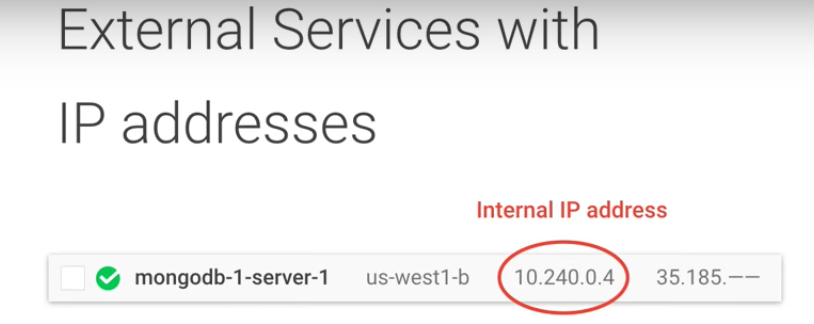 External Services with
IP addresses
Internal IP address
mongodb-1-server-1 us-west1-b 10.240.0.4 35.185.——